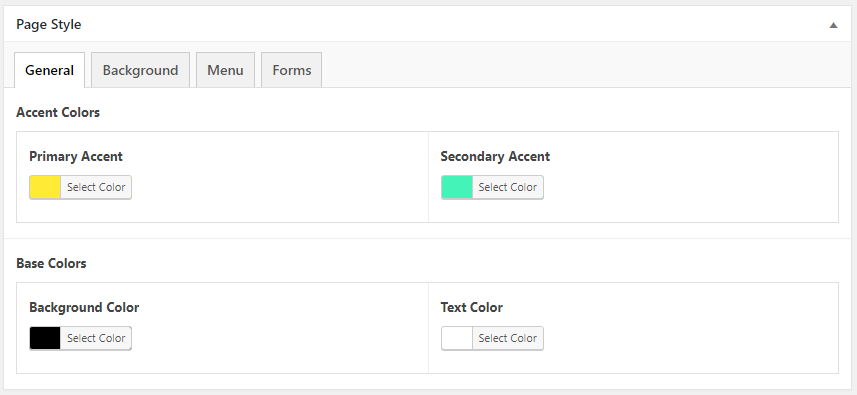 Page Style
General Background Menu Forms
Accent Colors
Primary Accent Secondary Accent
Select Color Select Color
Base Colors
Background Color Text Color
Select Color Select Color